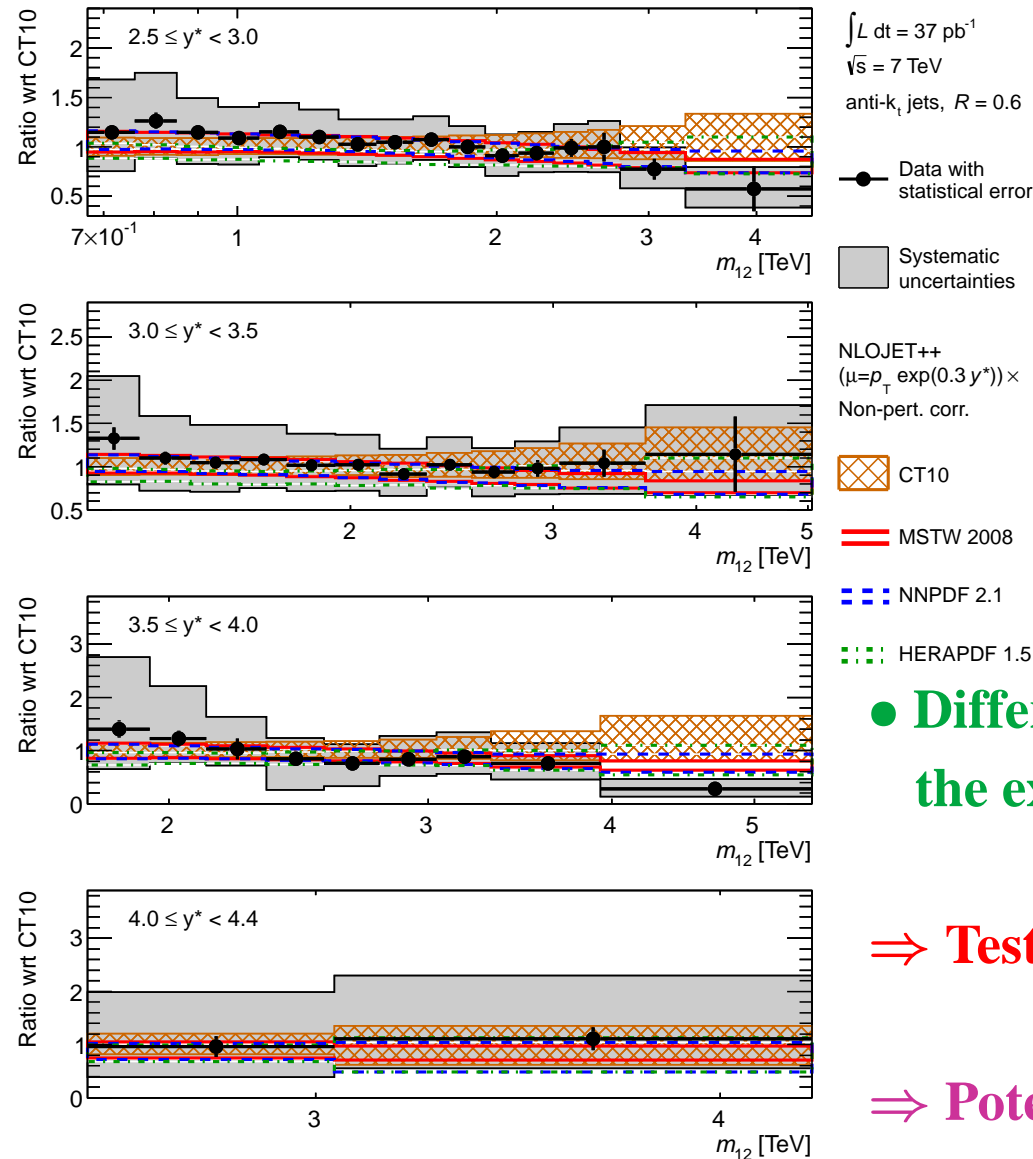 2.5 ≤ y* < 3.0
Ratio wrt CT10
2
1.5
1
0.5
7×10⁻¹ 1 2 3 4
m₁₂ [TeV]
3.0 ≤ y* < 3.5
Ratio wrt CT10
2.5
2
1.5
1
0.5
2 3 4 5
m₁₂ [TeV]
3.5 ≤ y* < 4.0
Ratio wrt CT10
3
2
1
0
2 3 4 5
m₁₂ [TeV]
4.0 ≤ y* < 4.4
Ratio wrt CT10
3
2
1
0
3 4
m₁₂ [TeV]
∫L dt = 37 pb⁻¹
√s = 7 TeV
anti-kₜ jets, R = 0.6
Data with
statistical error
Systematic
uncertainties
NLOJET++
(μ=p_T exp(0.3 y*)) ×
Non-pert. corr.
CT10
MSTW 2008
NNPDF 2.1
HERAPDF 1.5
● Differe
the ex
⇒ Test
⇒ Pote